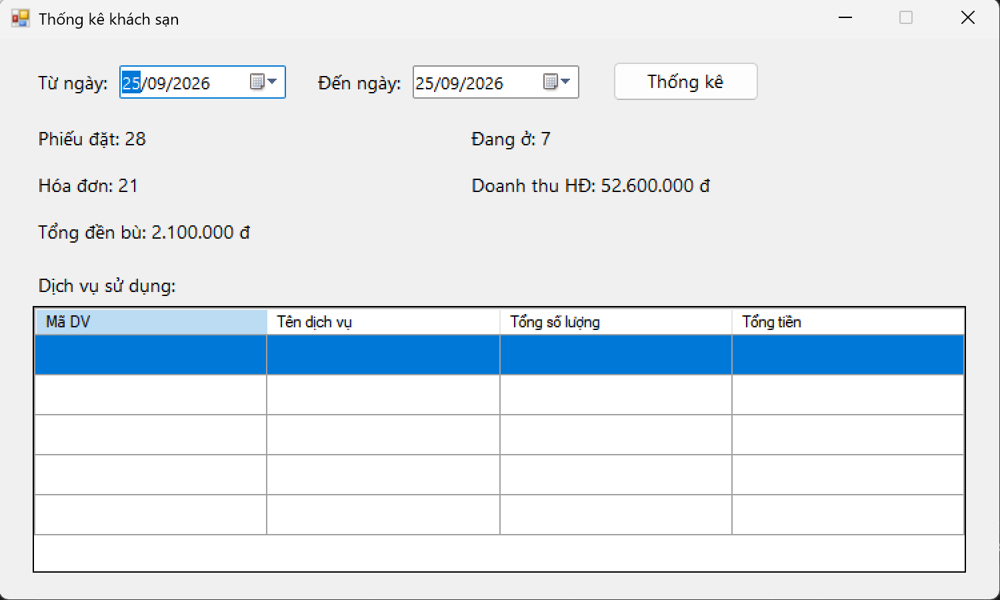 Thống kê khách sạn
Từ ngày: 25/09/2026 Đến ngày: 25/09/2026 Thống kê
Phiếu đặt: 28 Đang ở: 7
Hóa đơn: 21 Doanh thu HĐ: 52.600.000 đ
Tổng đền bù: 2.100.000 đ
Dịch vụ sử dụng:
Mã DV Tên dịch vụ Tổng số lượng Tổng tiền